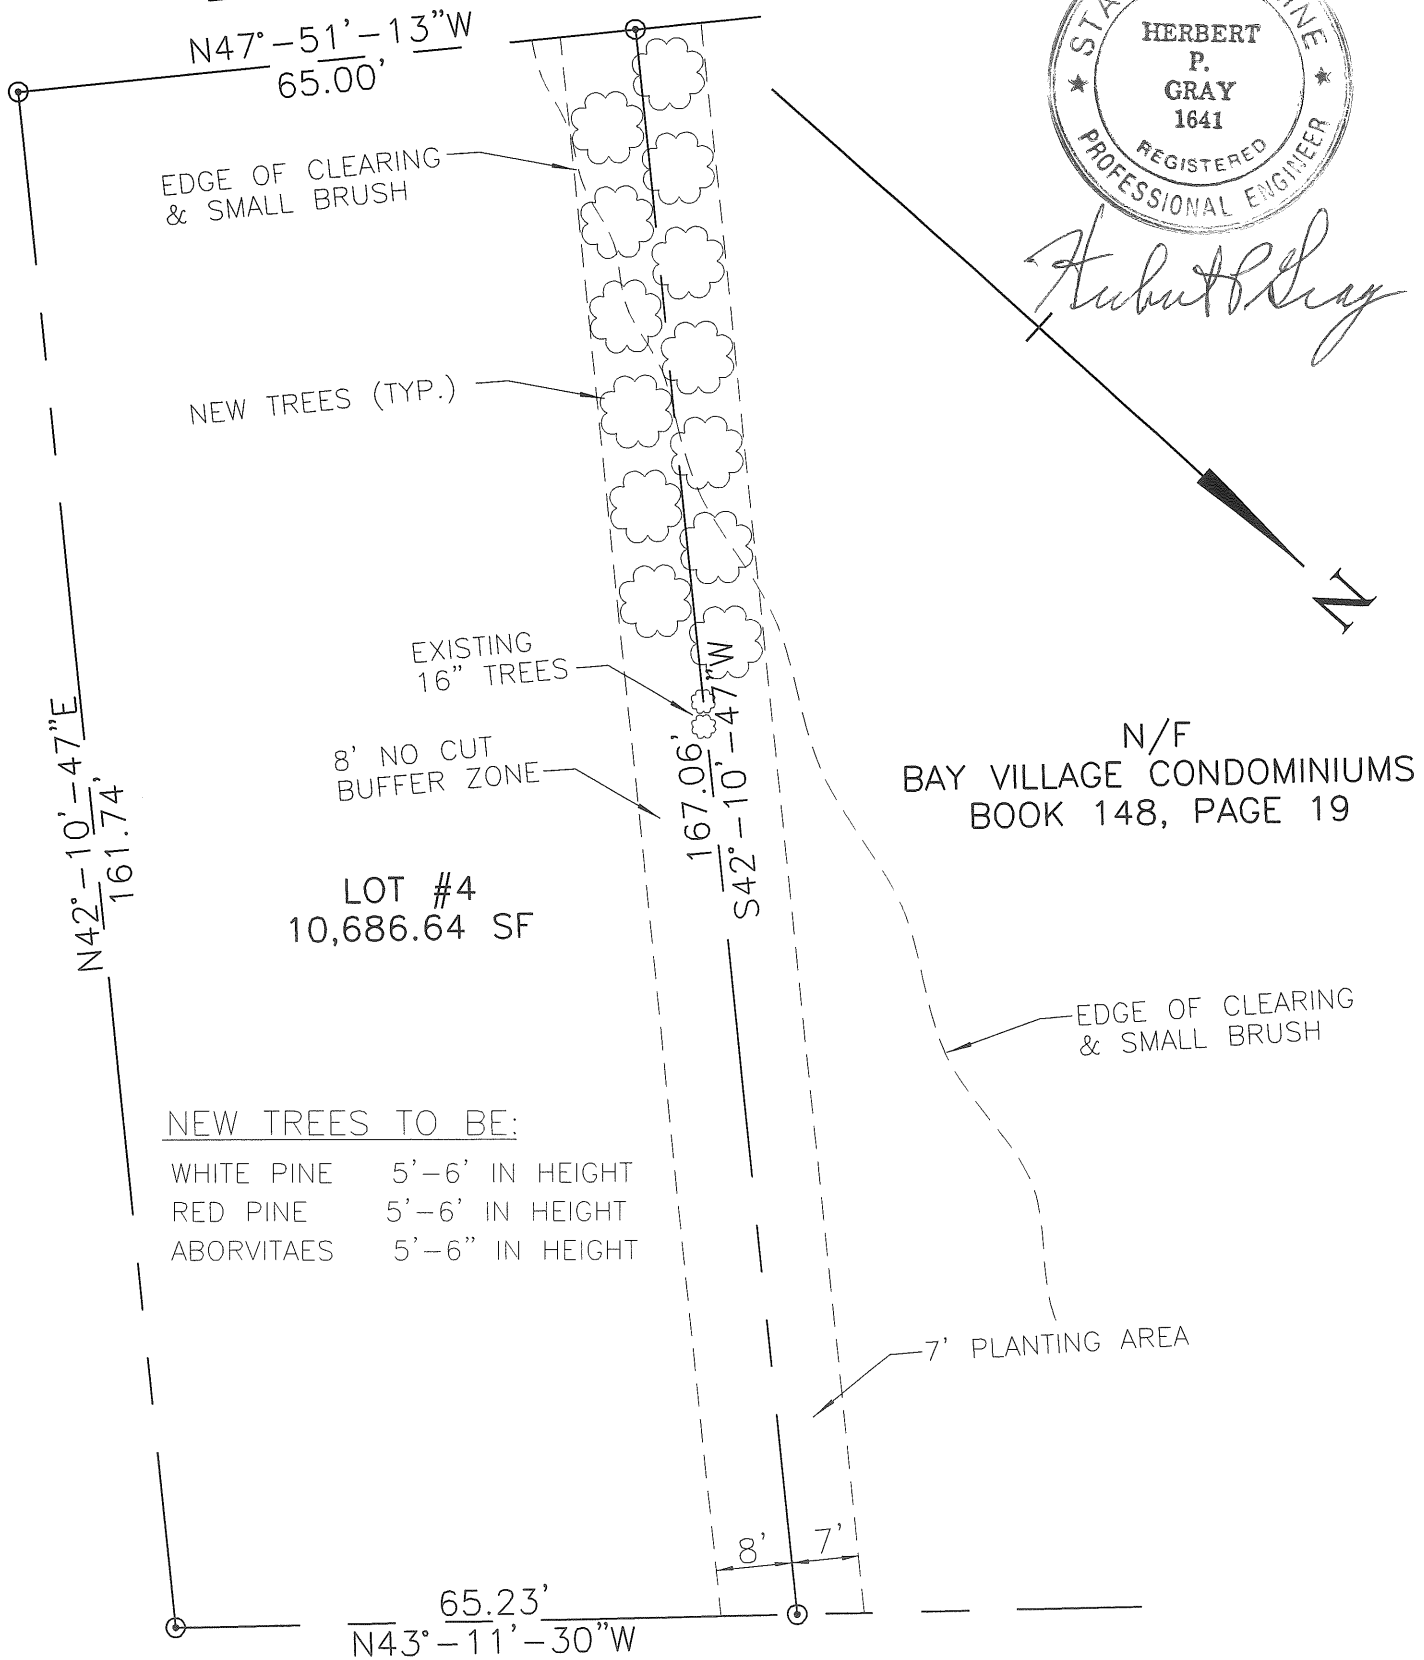 N47°-51'-13"W
65.00'
HERBERT
P.
GRAY
1641
REGISTERED
PROFESSIONAL ENGINEER
EDGE OF CLEARING
& SMALL BRUSH
Herbert P Gray
NEW TREES (TYP.)
N
EXISTING
16" TREES
8' NO CUT
BUFFER ZONE
N42°-10'-47"E
161.74'
167.06'
S42°-10'-47"W
N/F
BAY VILLAGE CONDOMINIUMS
BOOK 148, PAGE 19
LOT #4
10,686.64 SF
EDGE OF CLEARING
& SMALL BRUSH
NEW TREES TO BE:
WHITE PINE 5'-6' IN HEIGHT
RED PINE 5'-6' IN HEIGHT
ABORVITAES 5'-6" IN HEIGHT
7' PLANTING AREA
8' 7'
65.23'
N43°-11'-30"W